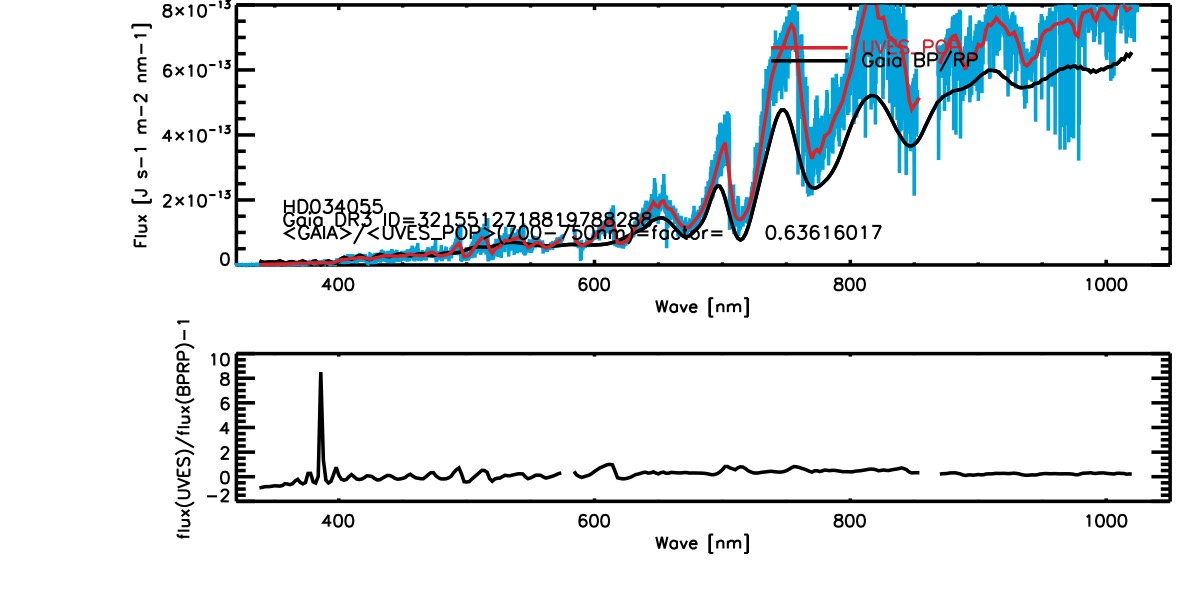 8×10−13
6×10−13
4×10−13
2×10−13
0
Flux [J s−1 m−2 nm−1]
UVES_POP
Gaia BP/RP
HD034055
Gaia DR3 ID=3215512718819788288
<GAIA>/<UVES_POP>(700−750nm)=factor= 0.63616017
400 600 800 1000
Wave [nm]
flux(UVES)/flux(BPRP)−1
10
8
6
4
2
0
−2
400 600 800 1000
Wave [nm]